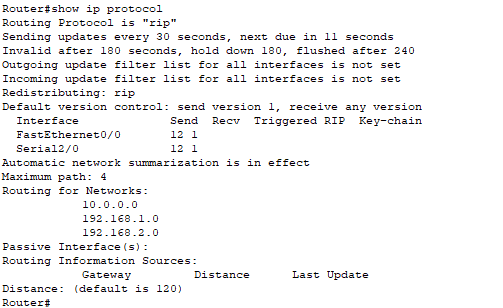 Router#show ip protocol
Routing Protocol is "rip"
Sending updates every 30 seconds, next due in 11 seconds
Invalid after 180 seconds, hold down 180, flushed after 240
Outgoing update filter list for all interfaces is not set
Incoming update filter list for all interfaces is not set
Redistributing: rip
Default version control: send version 1, receive any version
Interface Send Recv Triggered RIP Key-chain
FastEthernet0/0 12 1
Serial2/0 12 1
Automatic network summarization is in effect
Maximum path: 4
Routing for Networks:
10.0.0.0
192.168.1.0
192.168.2.0
Passive Interface(s):
Routing Information Sources:
Gateway Distance Last Update
Distance: (default is 120)
Router#